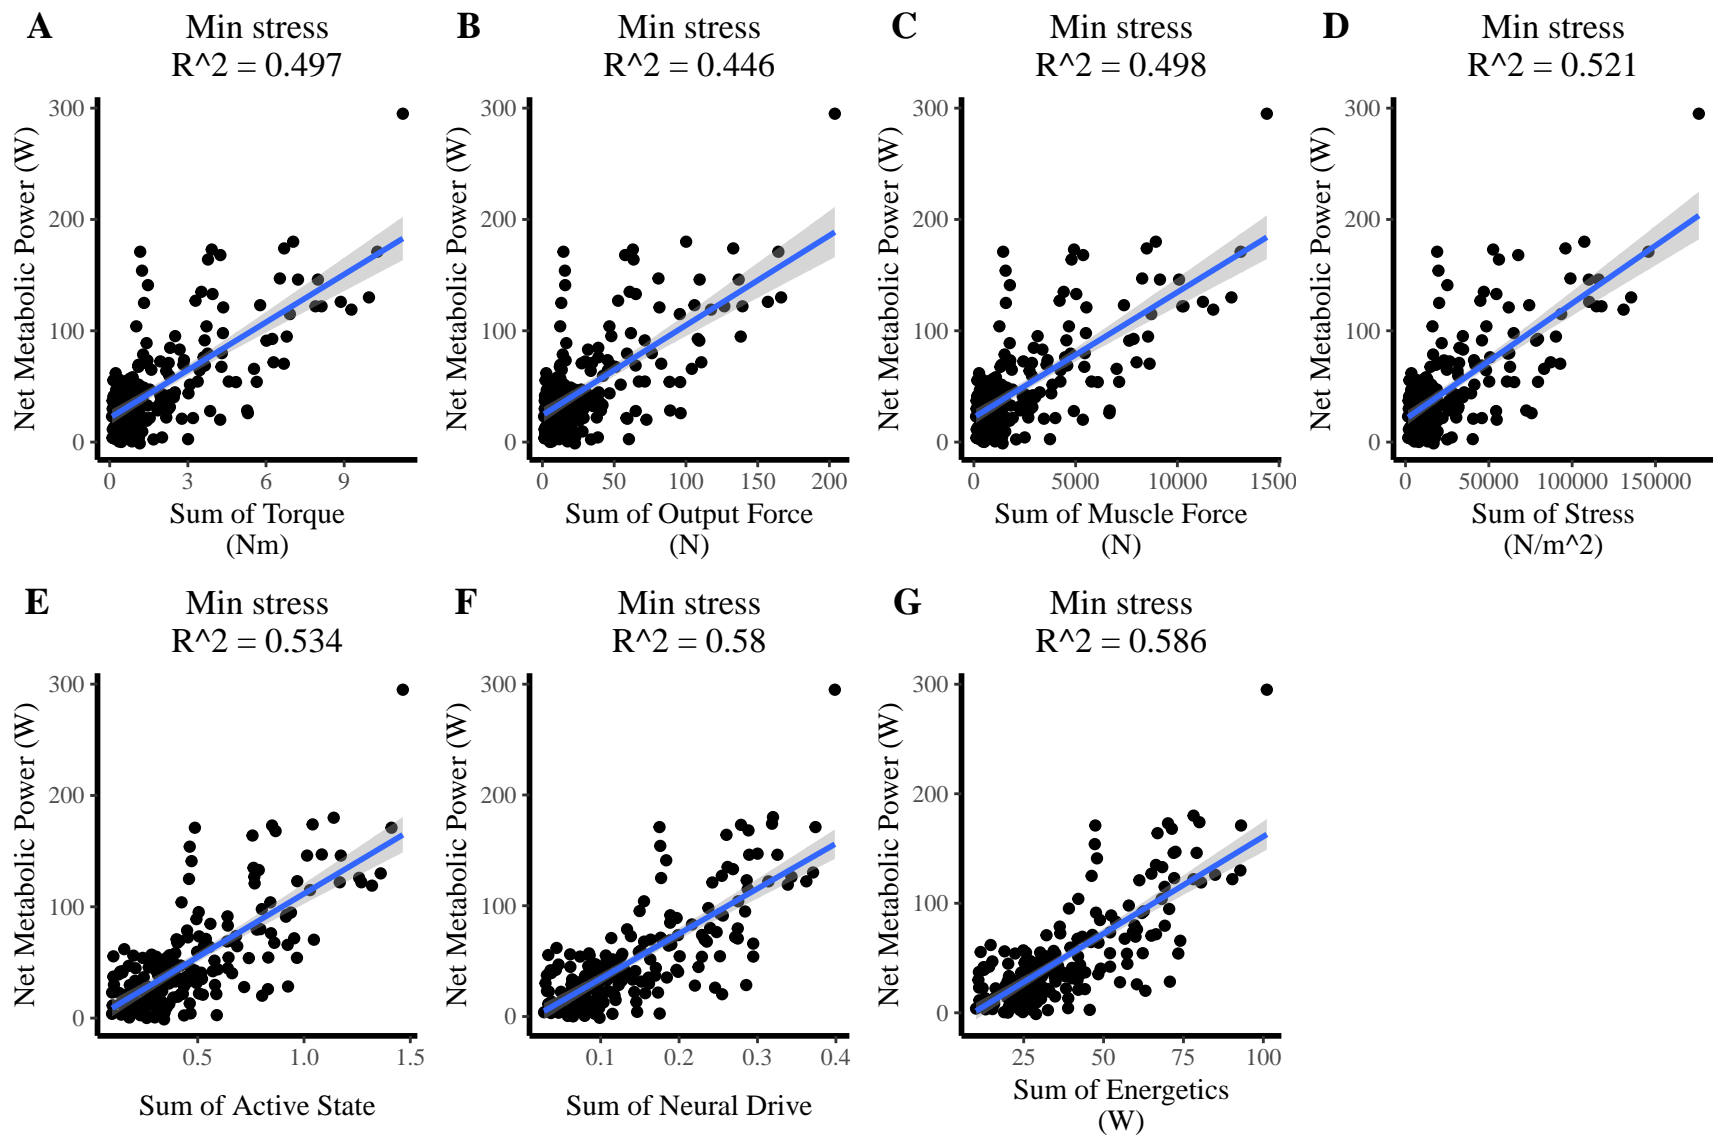 A
Min stress
R^2 = 0.497
Net Metabolic Power (W)
300
200
100
0
0 3 6 9
Sum of Torque
(Nm)
B
Min stress
R^2 = 0.446
Net Metabolic Power (W)
300
200
100
0
0 50 100 150 200
Sum of Output Force
(N)
C
Min stress
R^2 = 0.498
Net Metabolic Power (W)
300
200
100
0
0 5000 10000 1500
Sum of Muscle Force
(N)
D
Min stress
R^2 = 0.521
Net Metabolic Power (W)
300
200
100
0
0 50000 100000 150000
Sum of Stress
(N/m^2)
E
Min stress
R^2 = 0.534
Net Metabolic Power (W)
300
200
100
0
0.5 1.0 1.5
Sum of Active State
F
Min stress
R^2 = 0.58
Net Metabolic Power (W)
300
200
100
0
0.1 0.2 0.3 0.4
Sum of Neural Drive
G
Min stress
R^2 = 0.586
Net Metabolic Power (W)
300
200
100
0
25 50 75 100
Sum of Energetics
(W)